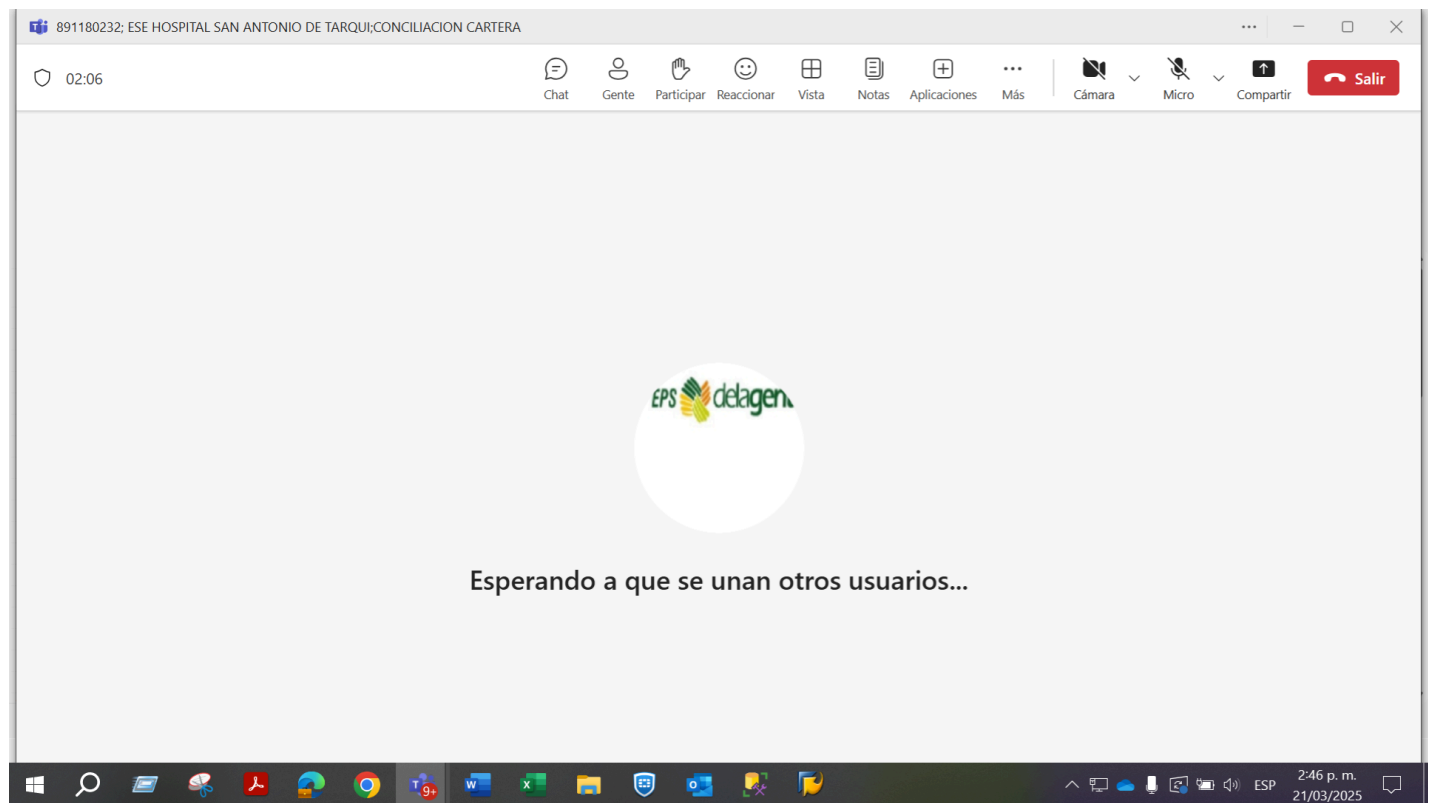 891180232; ESE HOSPITAL SAN ANTONIO DE TARQUI;CONCILIACION CARTERA
02:06
Chat Gente Participar Reaccionar Vista Notas Aplicaciones Más Cámara Micro Compartir Salir
EPS delagen
Esperando a que se unan otros usuarios...
9+
ESP
2:46 p. m.
21/03/2025